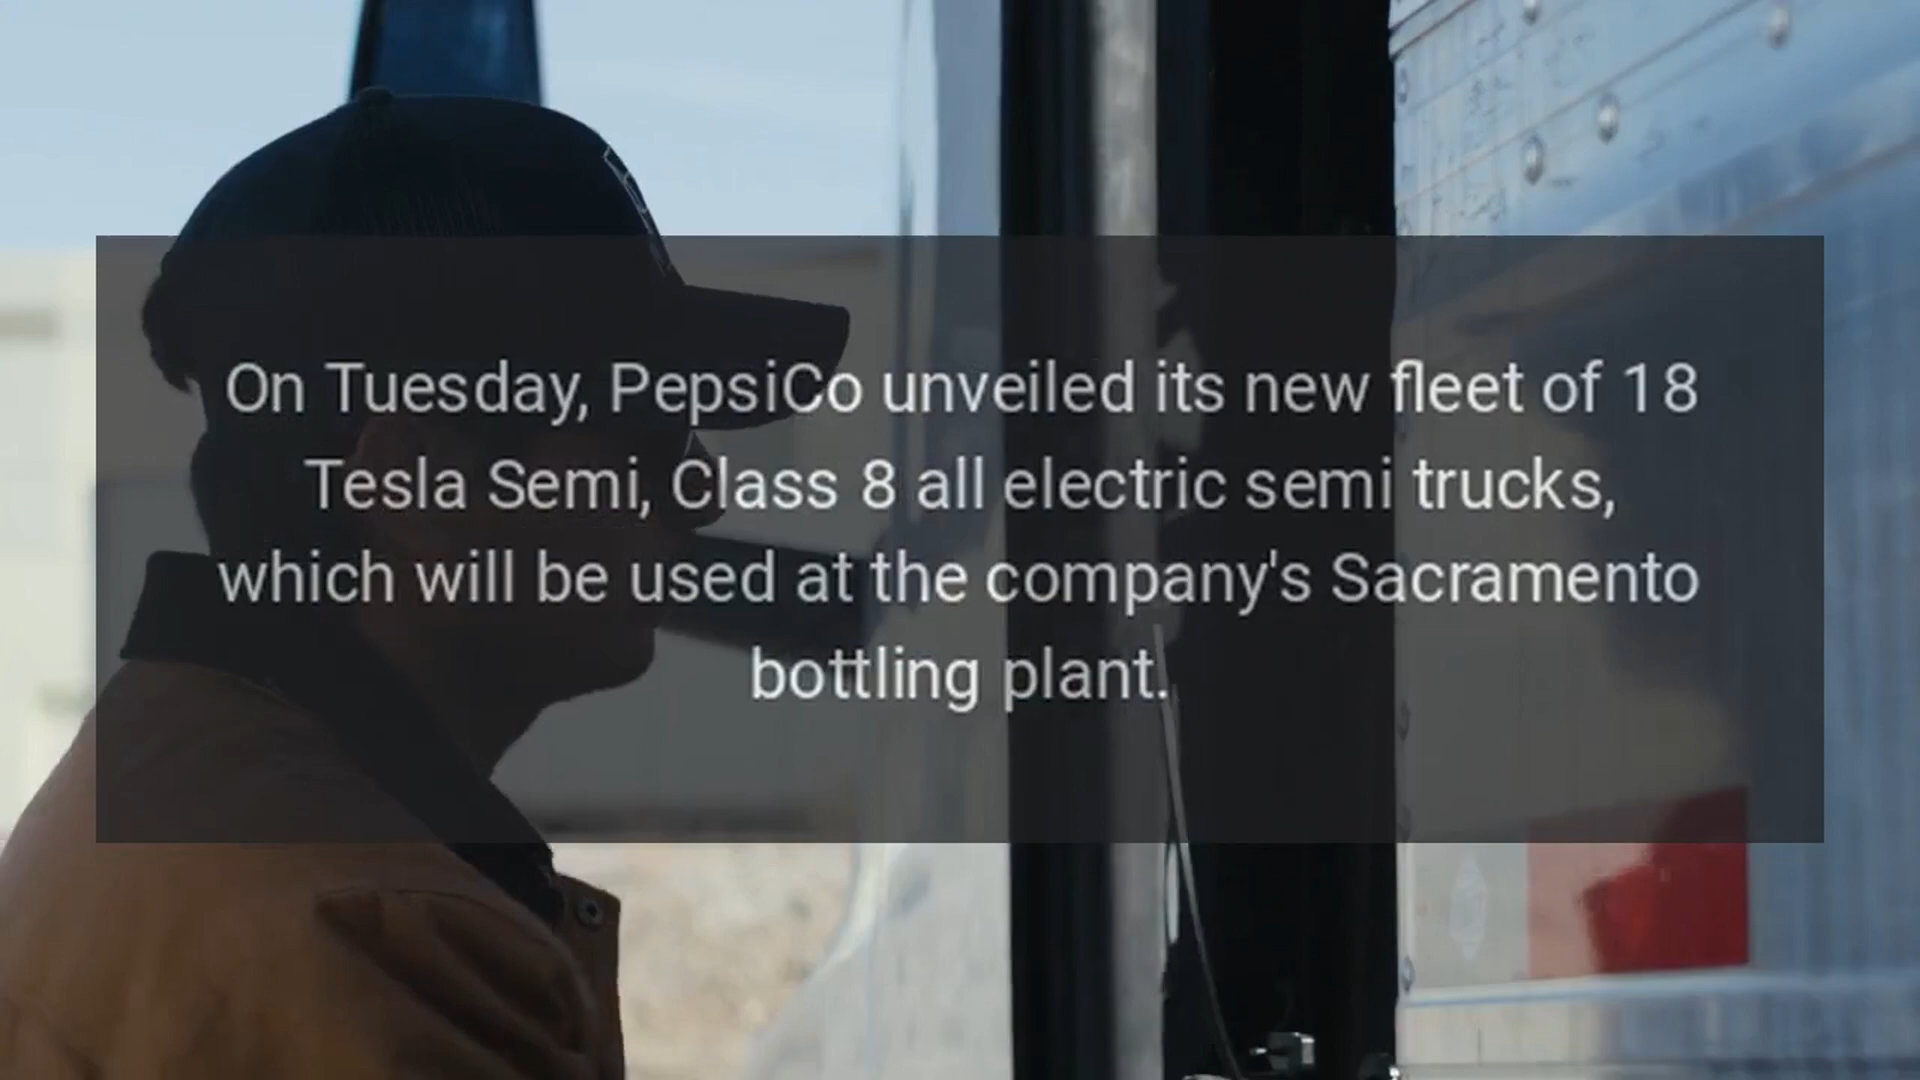 On Tuesday, PepsiCo unveiled its new fleet of 18
Tesla Semi, Class 8 all electric semi trucks,
which will be used at the company's Sacramento
bottling plant.